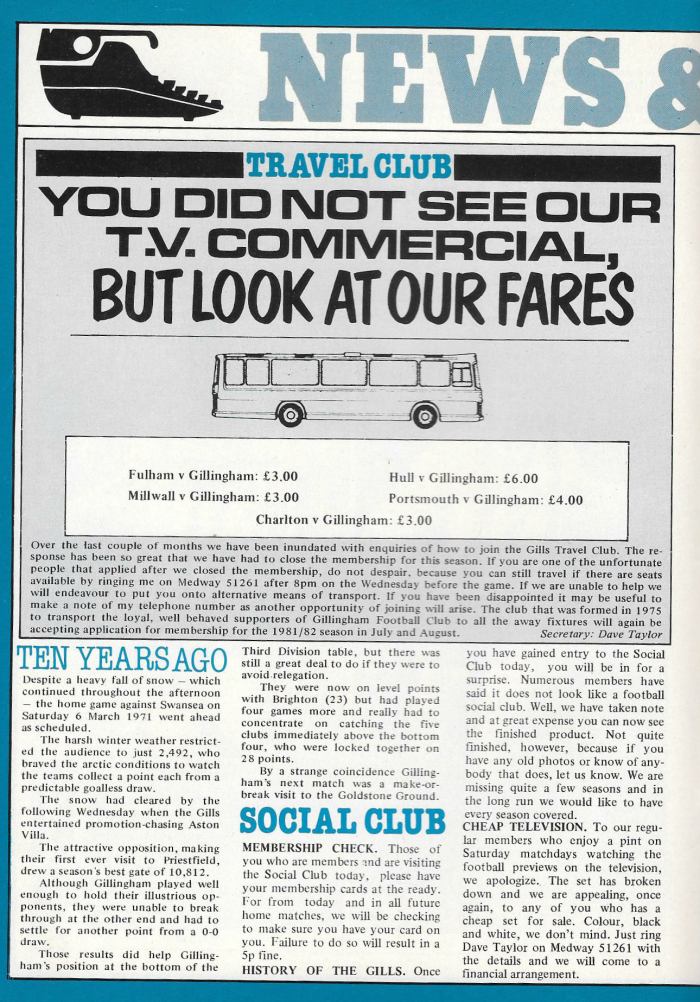 NEWS &
TRAVEL CLUB
YOU DID NOT SEE OUR
T.V. COMMERCIAL,
BUT LOOK AT OUR FARES
Fulham v Gillingham: £3.00
Hull v Gillingham: £6.00
Millwall v Gillingham: £3.00
Portsmouth v Gillingham: £4.00
Charlton v Gillingham: £3.00
Over the last couple of months we have been inundated with enquiries of how to join the Gills Travel Club. The re-
sponse has been so great that we have had to close the membership for this season. If you are one of the unfortunate
people that applied after we closed the membership, do not despair, because you can still travel if there are seats
available by ringing me on Medway 51261 after 8pm on the Wednesday before the game. If we are unable to help we
will endeavour to put you onto alternative means of transport. If you have been disappointed it may be useful to
make a note of my telephone number as another opportunity of joining will arise. The club that was formed in 1975
to transport the loyal, well behaved supporters of Gillingham Football Club to all the away fixtures will again be
accepting application for membership for the 1981/82 season in July and August. Secretary: Dave Taylor
TEN YEARS AGO
Despite a heavy fall of snow — which
continued throughout the afternoon
— the home game against Swansea on
Saturday 6 March 1971 went ahead
as scheduled.
The harsh winter weather restrict-
ed the audience to just 2,492, who
braved the arctic conditions to watch
the teams collect a point each from a
predictable goalless draw.
The snow had cleared by the
following Wednesday when the Gills
entertained promotion-chasing Aston
Villa.
The attractive opposition, making
their first ever visit to Priestfield,
drew a season's best gate of 10,812.
Although Gillingham played well
enough to hold their illustrious op-
ponents, they were unable to break
through at the other end and had to
settle for another point from a 0-0
draw.
Those results did help Gilling-
ham's position at the bottom of the
Third Division table, but there was
still a great deal to do if they were to
avoid relegation.
They were now on level points
with Brighton (23) but had played
four games more and really had to
concentrate on catching the five
clubs immediately above the bottom
four, who were locked together on
28 points.
By a strange coincidence Gilling-
ham's next match was a make-or-
break visit to the Goldstone Ground.
SOCIAL CLUB
MEMBERSHIP CHECK. Those of
you who are members and are visiting
the Social Club today, please have
your membership cards at the ready.
For from today and in all future
home matches, we will be checking
to make sure you have your card on
you. Failure to do so will result in a
5p fine.
HISTORY OF THE GILLS. Once
you have gained entry to the Social
Club today, you will be in for a
surprise. Numerous members have
said it does not look like a football
social club. Well, we have taken note
and at great expense you can now see
the finished product. Not quite
finished, however, because if you
have any old photos or know of any-
body that does, let us know. We are
missing quite a few seasons and in
the long run we would like to have
every season covered.
CHEAP TELEVISION. To our regu-
lar members who enjoy a pint on
Saturday matchdays watching the
football previews on the television,
we apologize. The set has broken
down and we are appealing, once
again, to any of you who has a
cheap set for sale. Colour, black
and white, we don't mind. Just ring
Dave Taylor on Medway 51261 with
the details and we will come to a
financial arrangement.